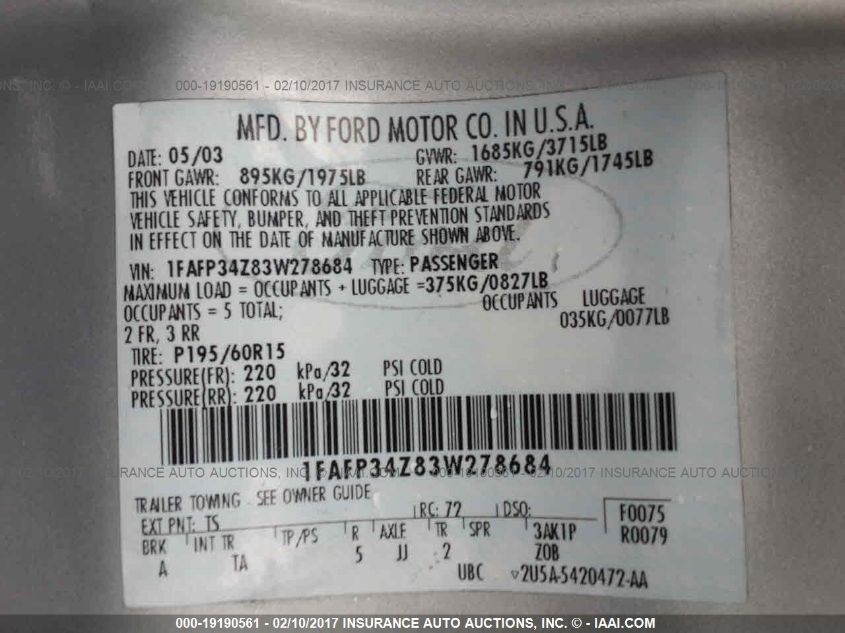 000-19190561 - 02/10/2017 INSURANCE AUTO AUCTIONS, INC. - © - IAAI.COM
MFD. BY FORD MOTOR CO. IN U.S.A.
DATE: 05/03 GVWR: 1685KG/3715LB
FRONT GAWR: 895KG/1975LB REAR GAWR: 791KG/1745LB
THIS VEHICLE CONFORMS TO ALL APPLICABLE FEDERAL MOTOR
VEHICLE SAFETY, BUMPER, AND THEFT PREVENTION STANDARDS
IN EFFECT ON THE DATE OF MANUFACTURE SHOWN ABOVE.
VIN: 1FAFP34Z83W278684 TYPE: PASSENGER
MAXIMUM LOAD = OCCUPANTS + LUGGAGE =375KG/0827LB
OCCUPANTS = 5 TOTAL; OCCUPANTS LUGGAGE
2 FR, 3 RR 035KG/0077LB
TIRE: P195/60R15
PRESSURE(FR): 220 kPa/32 PSI COLD
PRESSURE(RR): 220 kPa/32 PSI COLD
1FAFP34Z83W278684
TRAILER TOWING - SEE OWNER GUIDE
EXT PNT: TS RC: 72 DSO: F0075
BRK INT TR TP/PS R AXLE TR SPR 3AK1P R0079
A TA 5 JJ 2 Z0B
UBC ▽2U5A-5420472-AA
000-19190561 - 02/10/2017 INSURANCE AUTO AUCTIONS, INC. - © - IAAI.COM